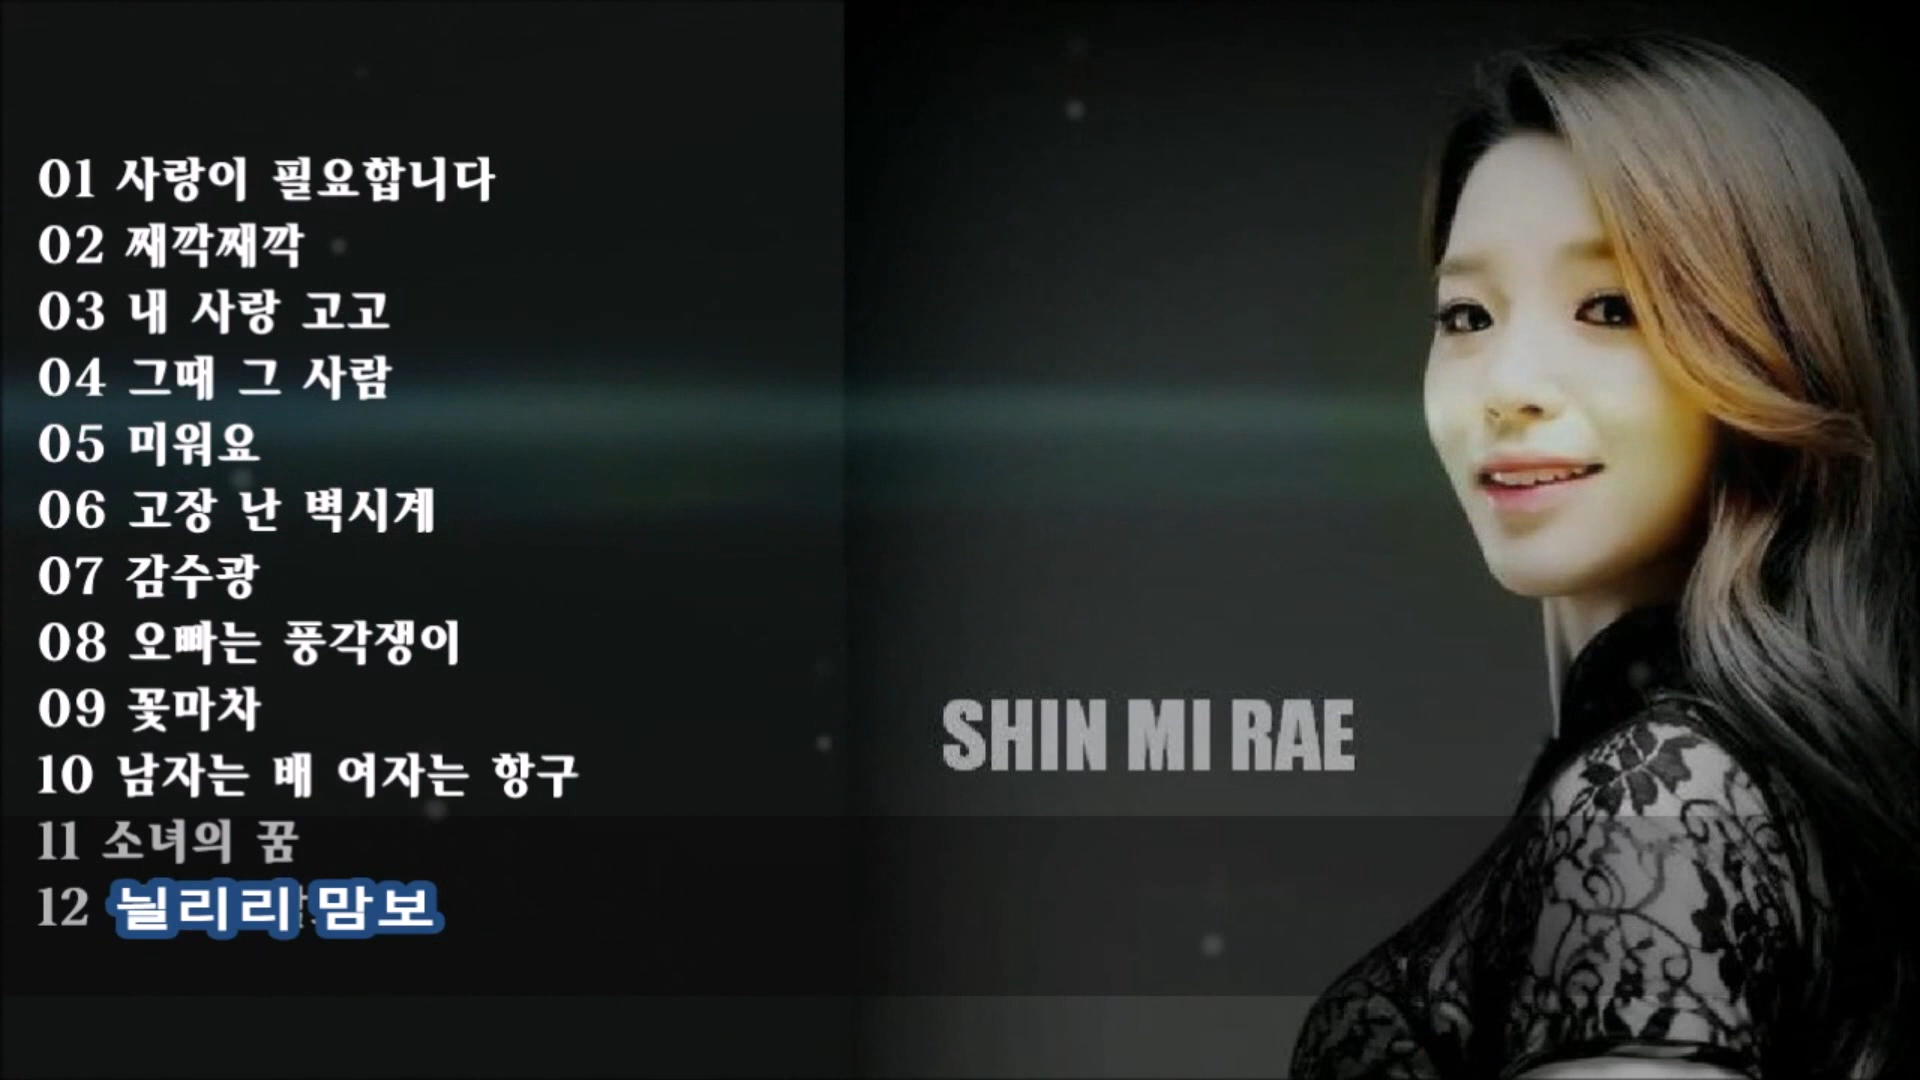 01 사랑이 필요합니다
02 째깍째깍
03 내 사랑 고고
04 그때 그 사람
05 미워요
06 고장 난 벽시계
07 감수광
08 오빠는 풍각쟁이
09 꽃마차
10 남자는 배 여자는 항구
11 소녀의 꿈
12 닐리리 맘보
SHIN MI RAE